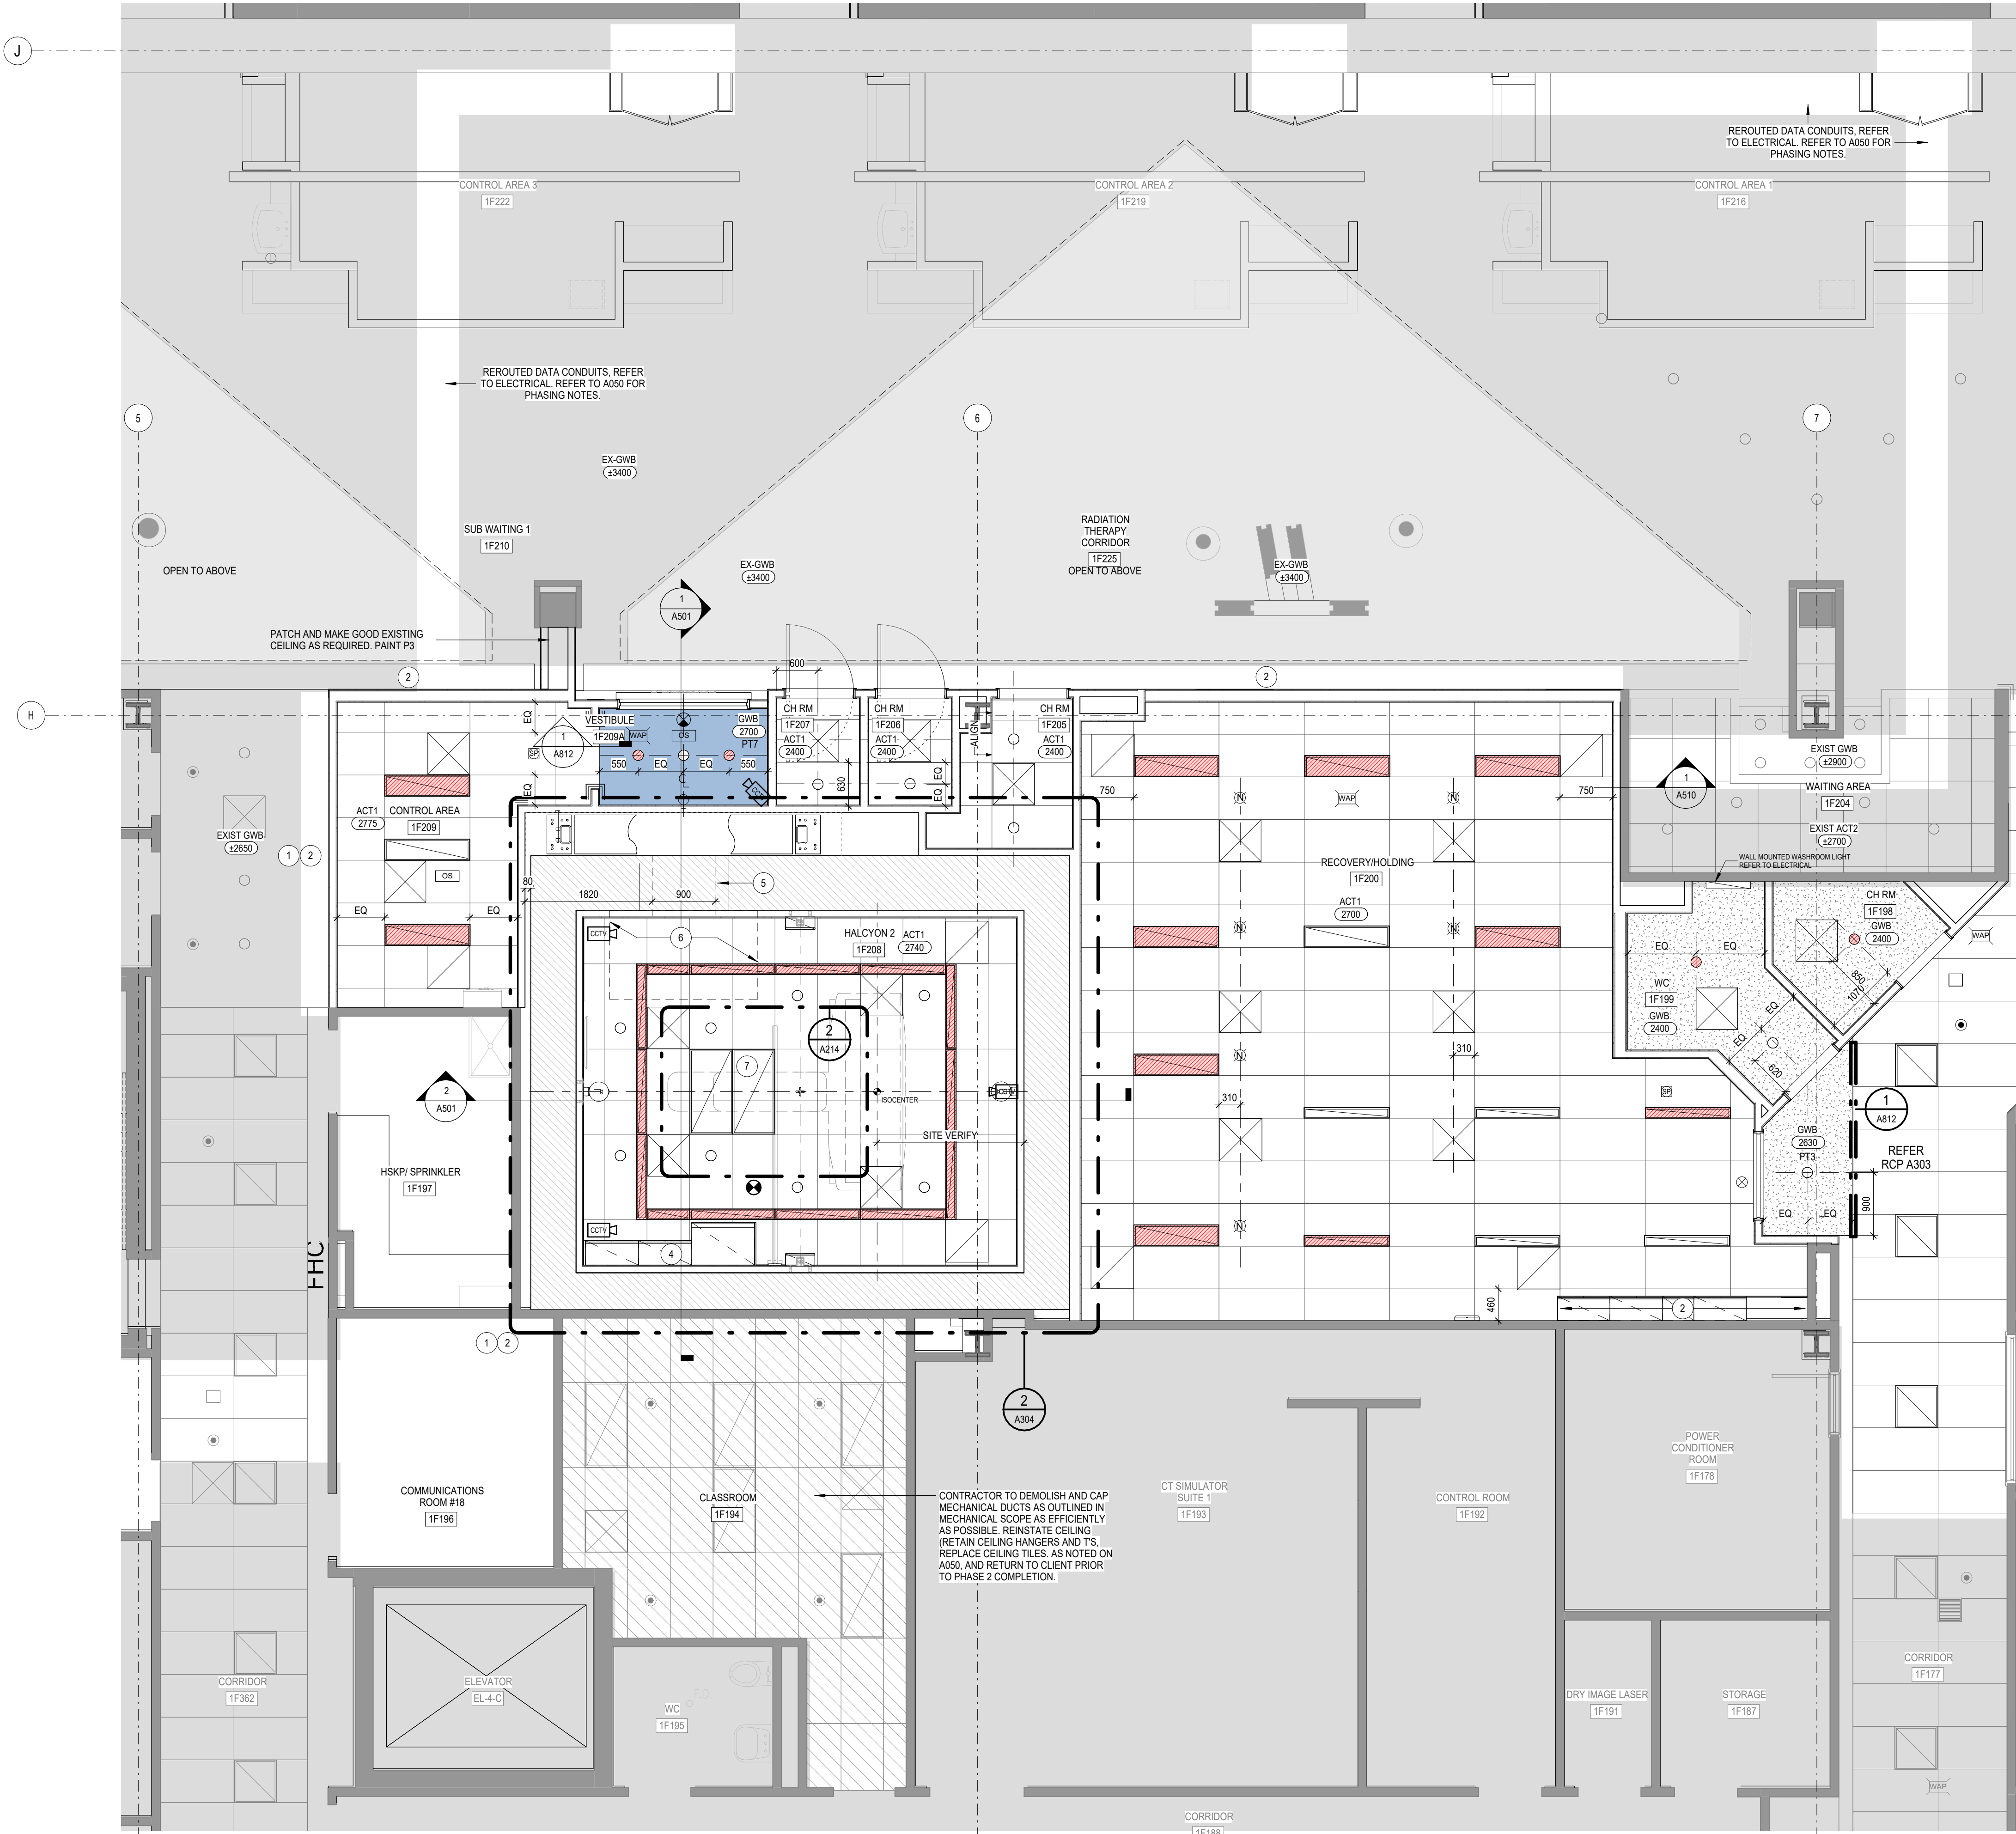 J
CONTROL AREA 3
1F222
CONTROL AREA 2
1F219
CONTROL AREA 1
1F216
REROUTED DATA CONDUITS, REFER
TO ELECTRICAL. REFER TO A050 FOR
PHASING NOTES.
REROUTED DATA CONDUITS, REFER
TO ELECTRICAL. REFER TO A050 FOR
PHASING NOTES.
5
6
7
EX-GWB
±3400
SUB WAITING 1
1F210
OPEN TO ABOVE
EX-GWB
±3400
RADIATION
THERAPY
CORRIDOR
1F225
OPEN TO ABOVE
EX-GWB
±3400
1
A501
PATCH AND MAKE GOOD EXISTING
CEILING AS REQUIRED. PAINT P3
2
2
H
600
EQ
EQ
1
A812
SP
VESTIBULE
1F209A
WAP
OS
GWB
2700
PT7
550
EQ
EQ
550
CL
CCTV
CH RM
1F207
ACT1
2400
630
CH RM
1F206
ACT1
2400
EQ
EQ
ALIGN
CH RM
1F205
ACT1
2400
ACT1
2775
CONTROL AREA
1F209
OS
EQ
EQ
EXIST GWB
±2650
1
2
750
N
WAP
N
750
1
A510
EXIST GWB
±2900
WAITING AREA
1F204
EXIST ACT2
±2700
WALL MOUNTED WASHROOM LIGHT
REFER TO ELECTRICAL
RECOVERY/HOLDING
1F200
ACT1
2700
N
N
N
N
310
310
SP
460
2
80
1820
900
5
CCTV
6
HALCYON 2
1F208
ACT1
2740
2
A214
7
CCTV
ISOCENTER
SITE VERIFY
CCTV
4
2
A501
CH RM
1F198
GWB
2400
850
1070
WAP
EQ
EQ
WC
1F199
GWB
2400
EQ
EQ
620
GWB
2630
PT3
900
EQ
EQ
1
A812
REFER
RCP A303
HSKP/ SPRINKLER
1F197
FHC
1
2
2
A304
COMMUNICATIONS
ROOM #18
1F196
CLASSROOM
1F194
CONTRACTOR TO DEMOLISH AND CAP
MECHANICAL DUCTS AS OUTLINED IN
MECHANICAL SCOPE AS EFFICIENTLY
AS POSSIBLE. REINSTATE CEILING
(RETAIN CEILING HANGERS AND T'S,
REPLACE CEILING TILES. AS NOTED ON
A050, AND RETURN TO CLIENT PRIOR
TO PHASE 2 COMPLETION.
CT SIMULATOR
SUITE 1
1F193
CONTROL ROOM
1F192
POWER
CONDITIONER
ROOM
1F178
CORRIDOR
1F362
ELEVATOR
EL-4-C
WC
1F195
F.D.
DRY IMAGE LASER
1F191
STORAGE
1F187
CORRIDOR
1F177
WAP
CORRIDOR
1F188